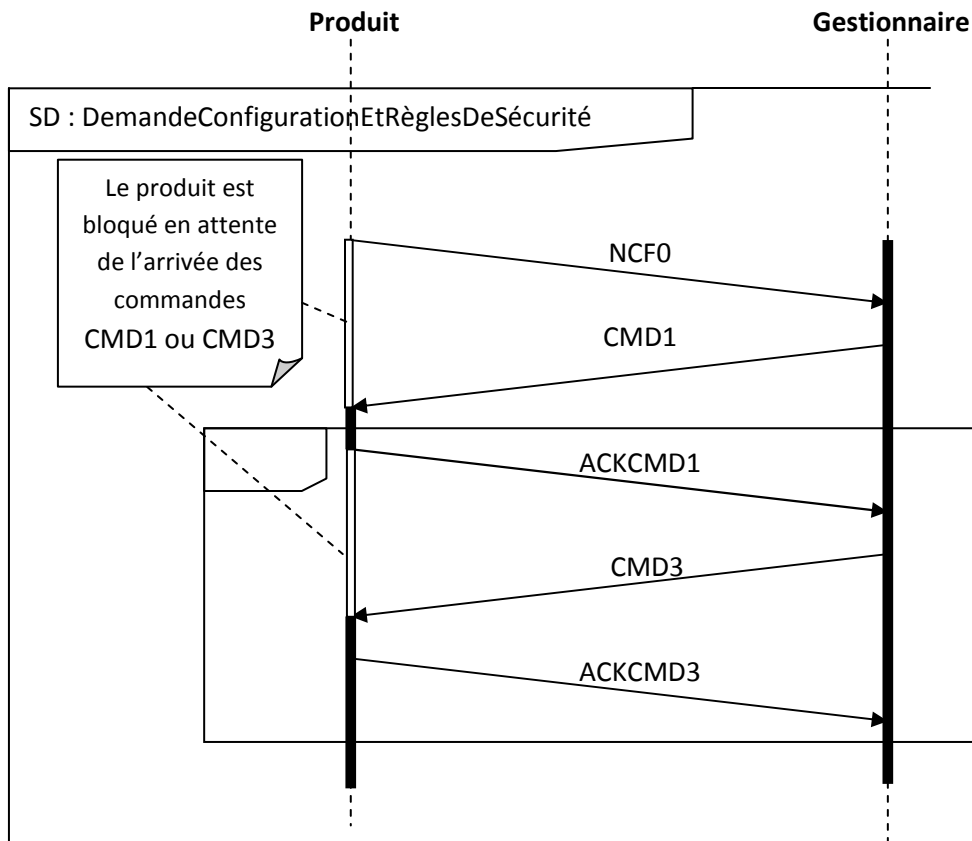 Produit
Gestionnaire
SD : DemandeConfigurationEtRèglesDeSécurité
Le produit est
bloqué en attente
de l’arrivée des
commandes
CMD1 ou CMD3
NCF0
CMD1
ACKCMD1
CMD3
ACKCMD3